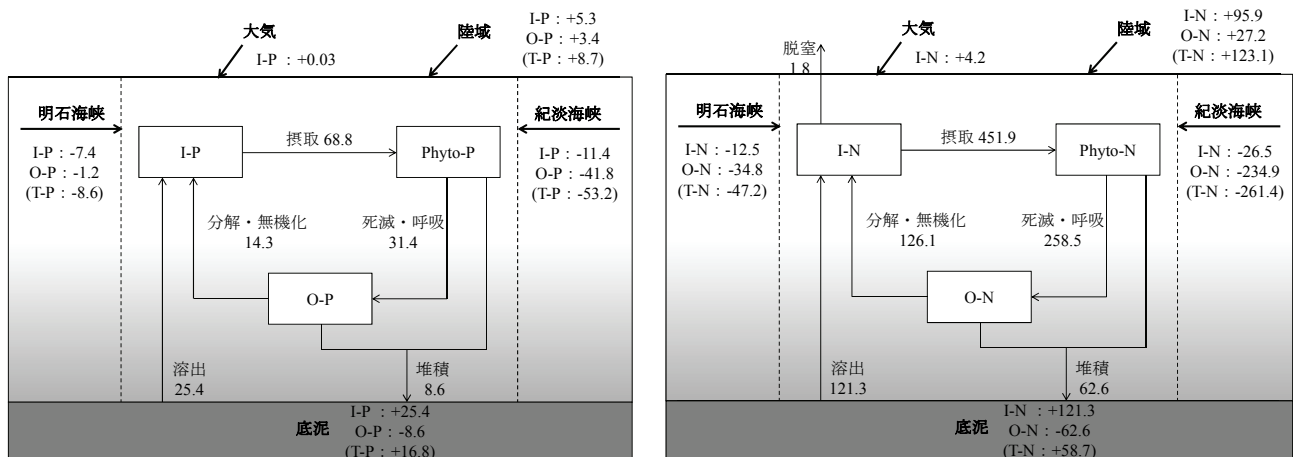 大気
I-P：+0.03
陸域
I-P：+5.3
O-P：+3.4
(T-P：+8.7)
明石海峡
I-P：-7.4
O-P：-1.2
(T-P：-8.6)
紀淡海峡
I-P：-11.4
O-P：-41.8
(T-P：-53.2)
I-P
摂取 68.8
Phyto-P
分解・無機化
14.3
死滅・呼吸
31.4
O-P
溶出
25.4
堆積
8.6
底泥
I-P：+25.4
O-P：-8.6
(T-P：+16.8)
脱窒
1.8
大気
I-N：+4.2
陸域
I-N：+95.9
O-N：+27.2
(T-N：+123.1)
明石海峡
I-N：-12.5
O-N：-34.8
(T-N：-47.2)
紀淡海峡
I-N：-26.5
O-N：-234.9
(T-N：-261.4)
I-N
摂取 451.9
Phyto-N
分解・無機化
126.1
死滅・呼吸
258.5
O-N
溶出
121.3
堆積
62.6
底泥
I-N：+121.3
O-N：-62.6
(T-N：+58.7)